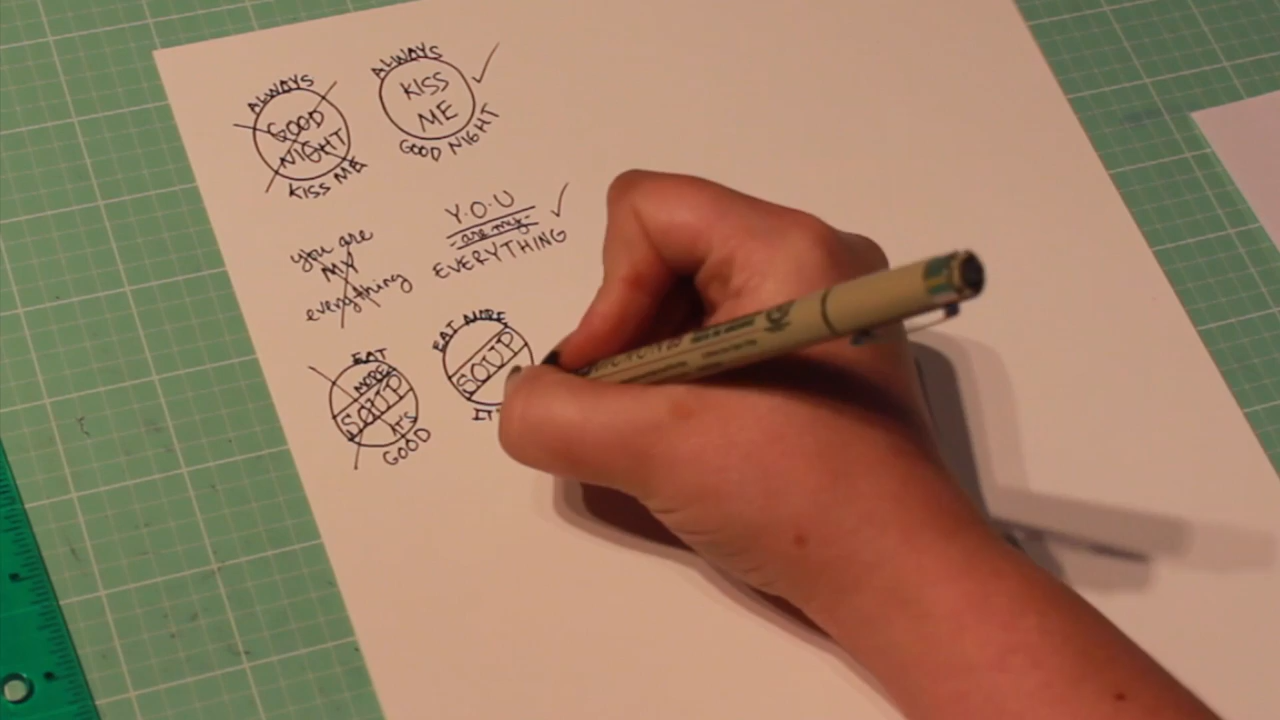 ALWAYS
GOOD
NIGHT
KISS ME
ALWAYS
KISS
ME
GOOD NIGHT
you are
MY
everything
Y·O·U
-are my-
EVERYTHING
EAT
MORE
SOUP
IT'S
GOOD
EAT MORE
SOUP